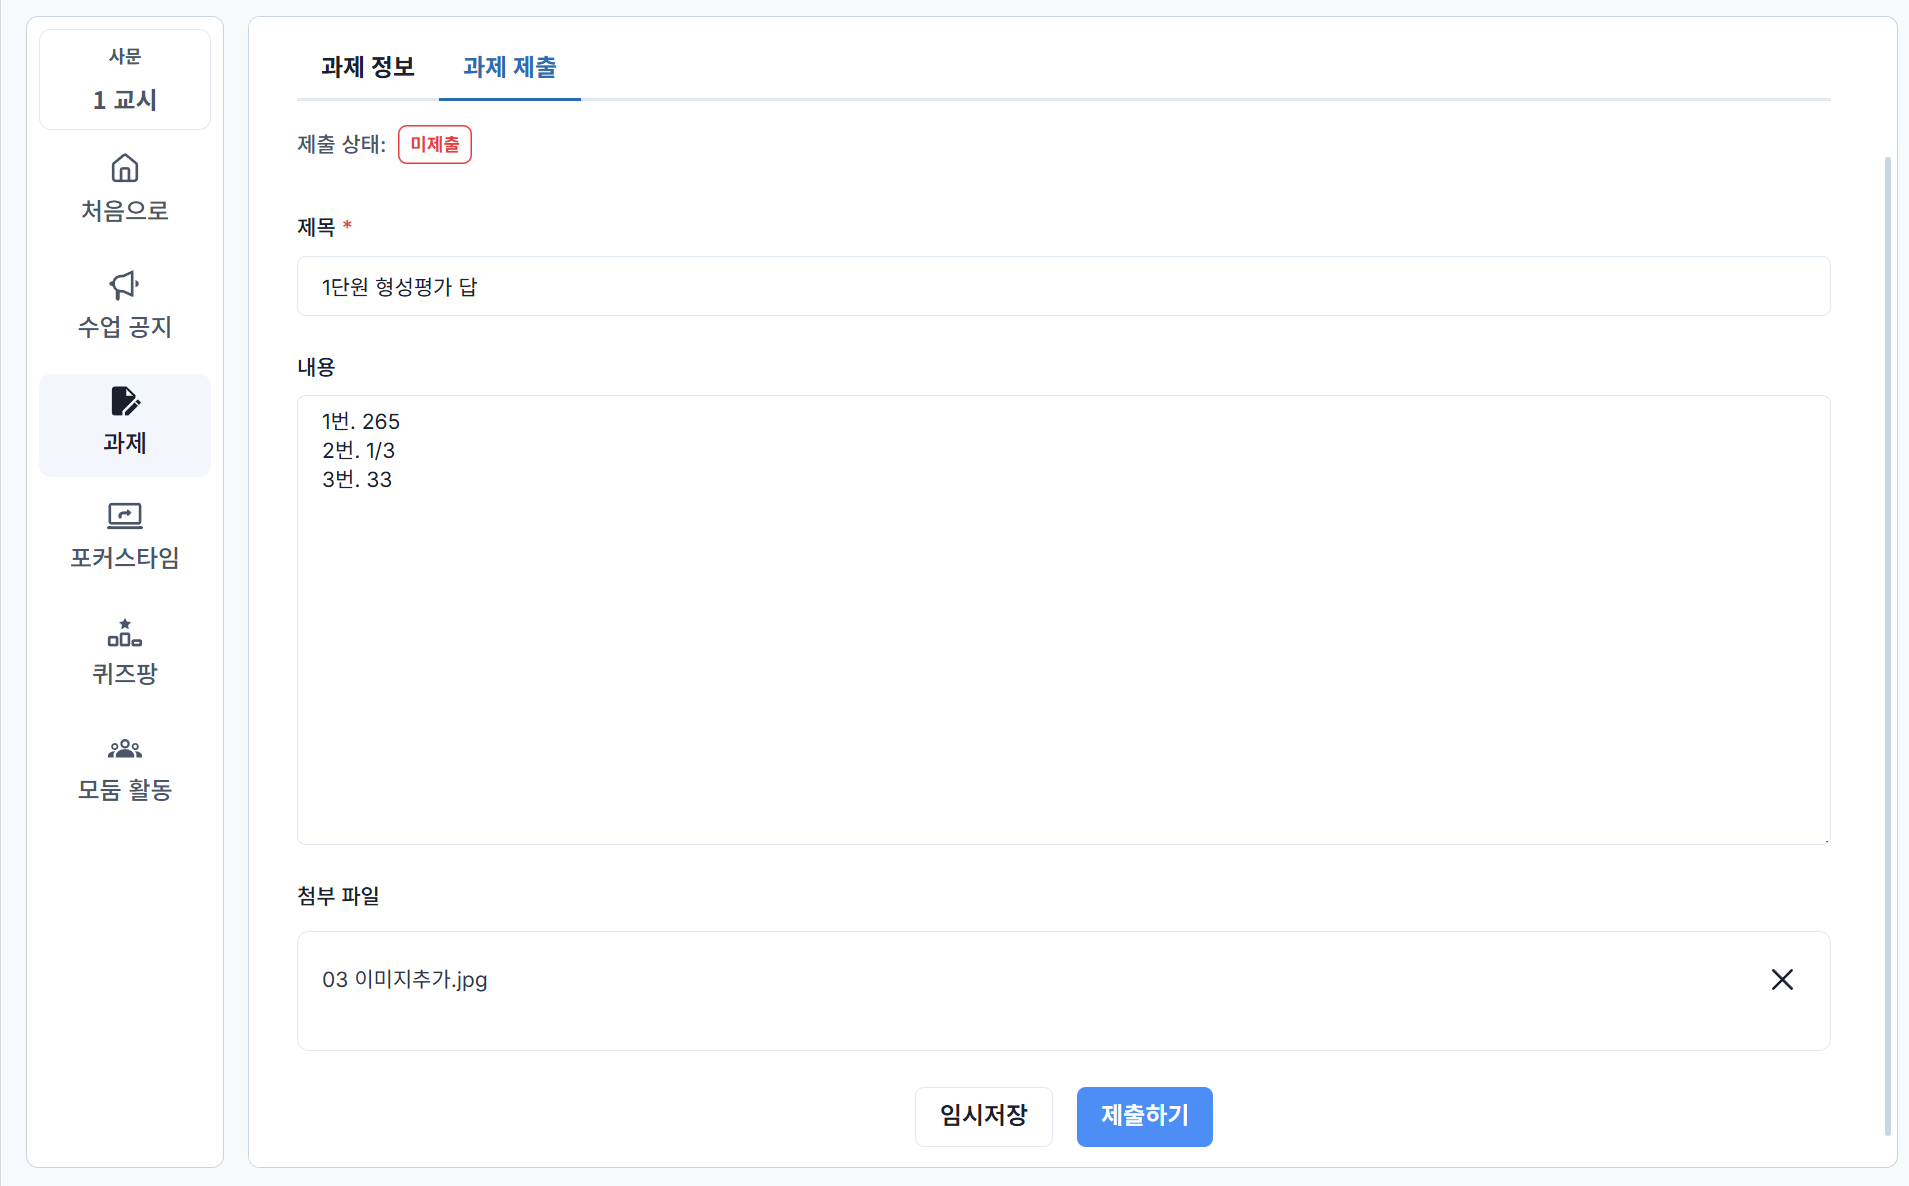 사문
1 교시
처음으로
수업 공지
과제
포커스타임
퀴즈팡
모둠 활동
과제 정보
과제 제출
제출 상태: 미제출
제목 *
1단원 형성평가 답
내용
1번. 265
2번. 1/3
3번. 33
첨부 파일
03 이미지추가.jpg
임시저장
제출하기